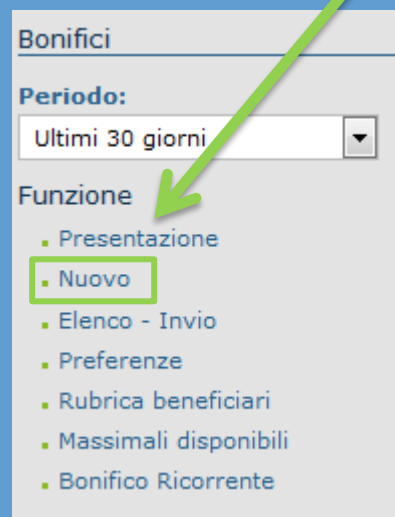 Bonifici
Periodo:
Ultimi 30 giorni
Funzione
Presentazione
Nuovo
Elenco - Invio
Preferenze
Rubrica beneficiari
Massimali disponibili
Bonifico Ricorrente